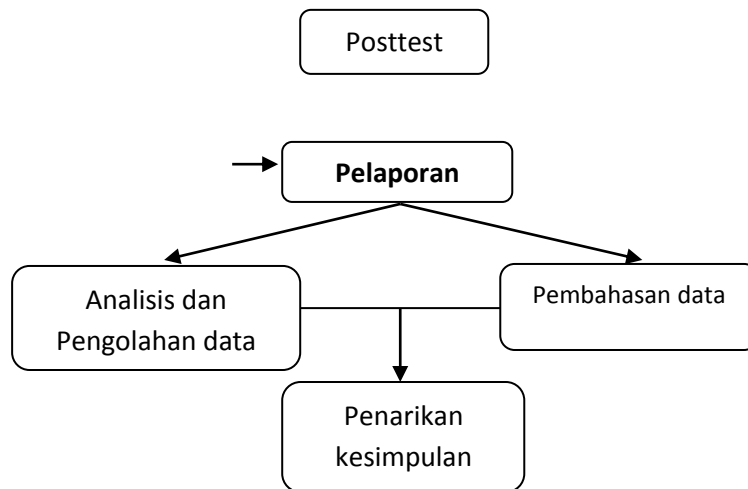 Posttest
Pelaporan
Analisis dan
Pengolahan data
Pembahasan data
Penarikan
kesimpulan